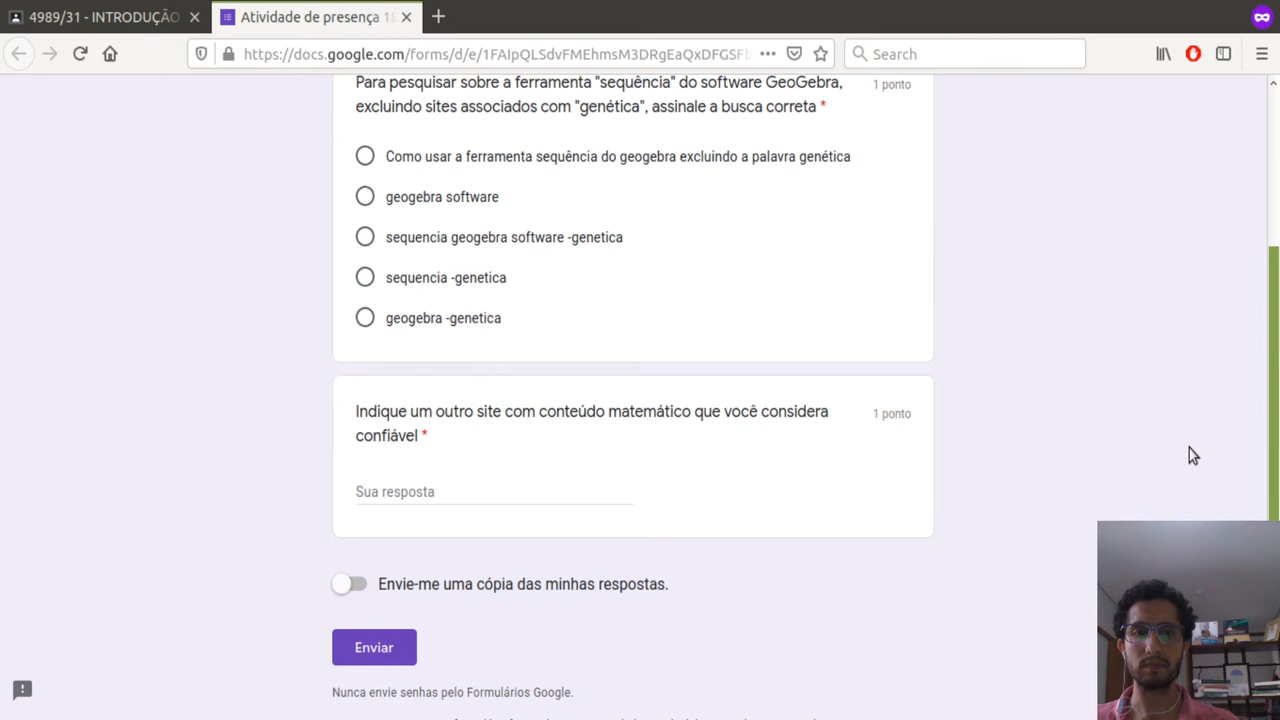 4989/31 - INTRODUÇÃO
Atividade de presença 18
https://docs.google.com/forms/d/e/1FAIpQLSdvFMEhmsM3DRgEaQxDFGSFb
Search
Para pesquisar sobre a ferramenta "sequência" do software GeoGebra,
excluindo sites associados com "genética", assinale a busca correta *
1 ponto
Como usar a ferramenta sequência do geogebra excluindo a palavra genética
geogebra software
sequencia geogebra software -genetica
sequencia -genetica
geogebra -genetica
Indique um outro site com conteúdo matemático que você considera
confiável *
1 ponto
Sua resposta
Envie-me uma cópia das minhas respostas.
Enviar
Nunca envie senhas pelo Formulários Google.